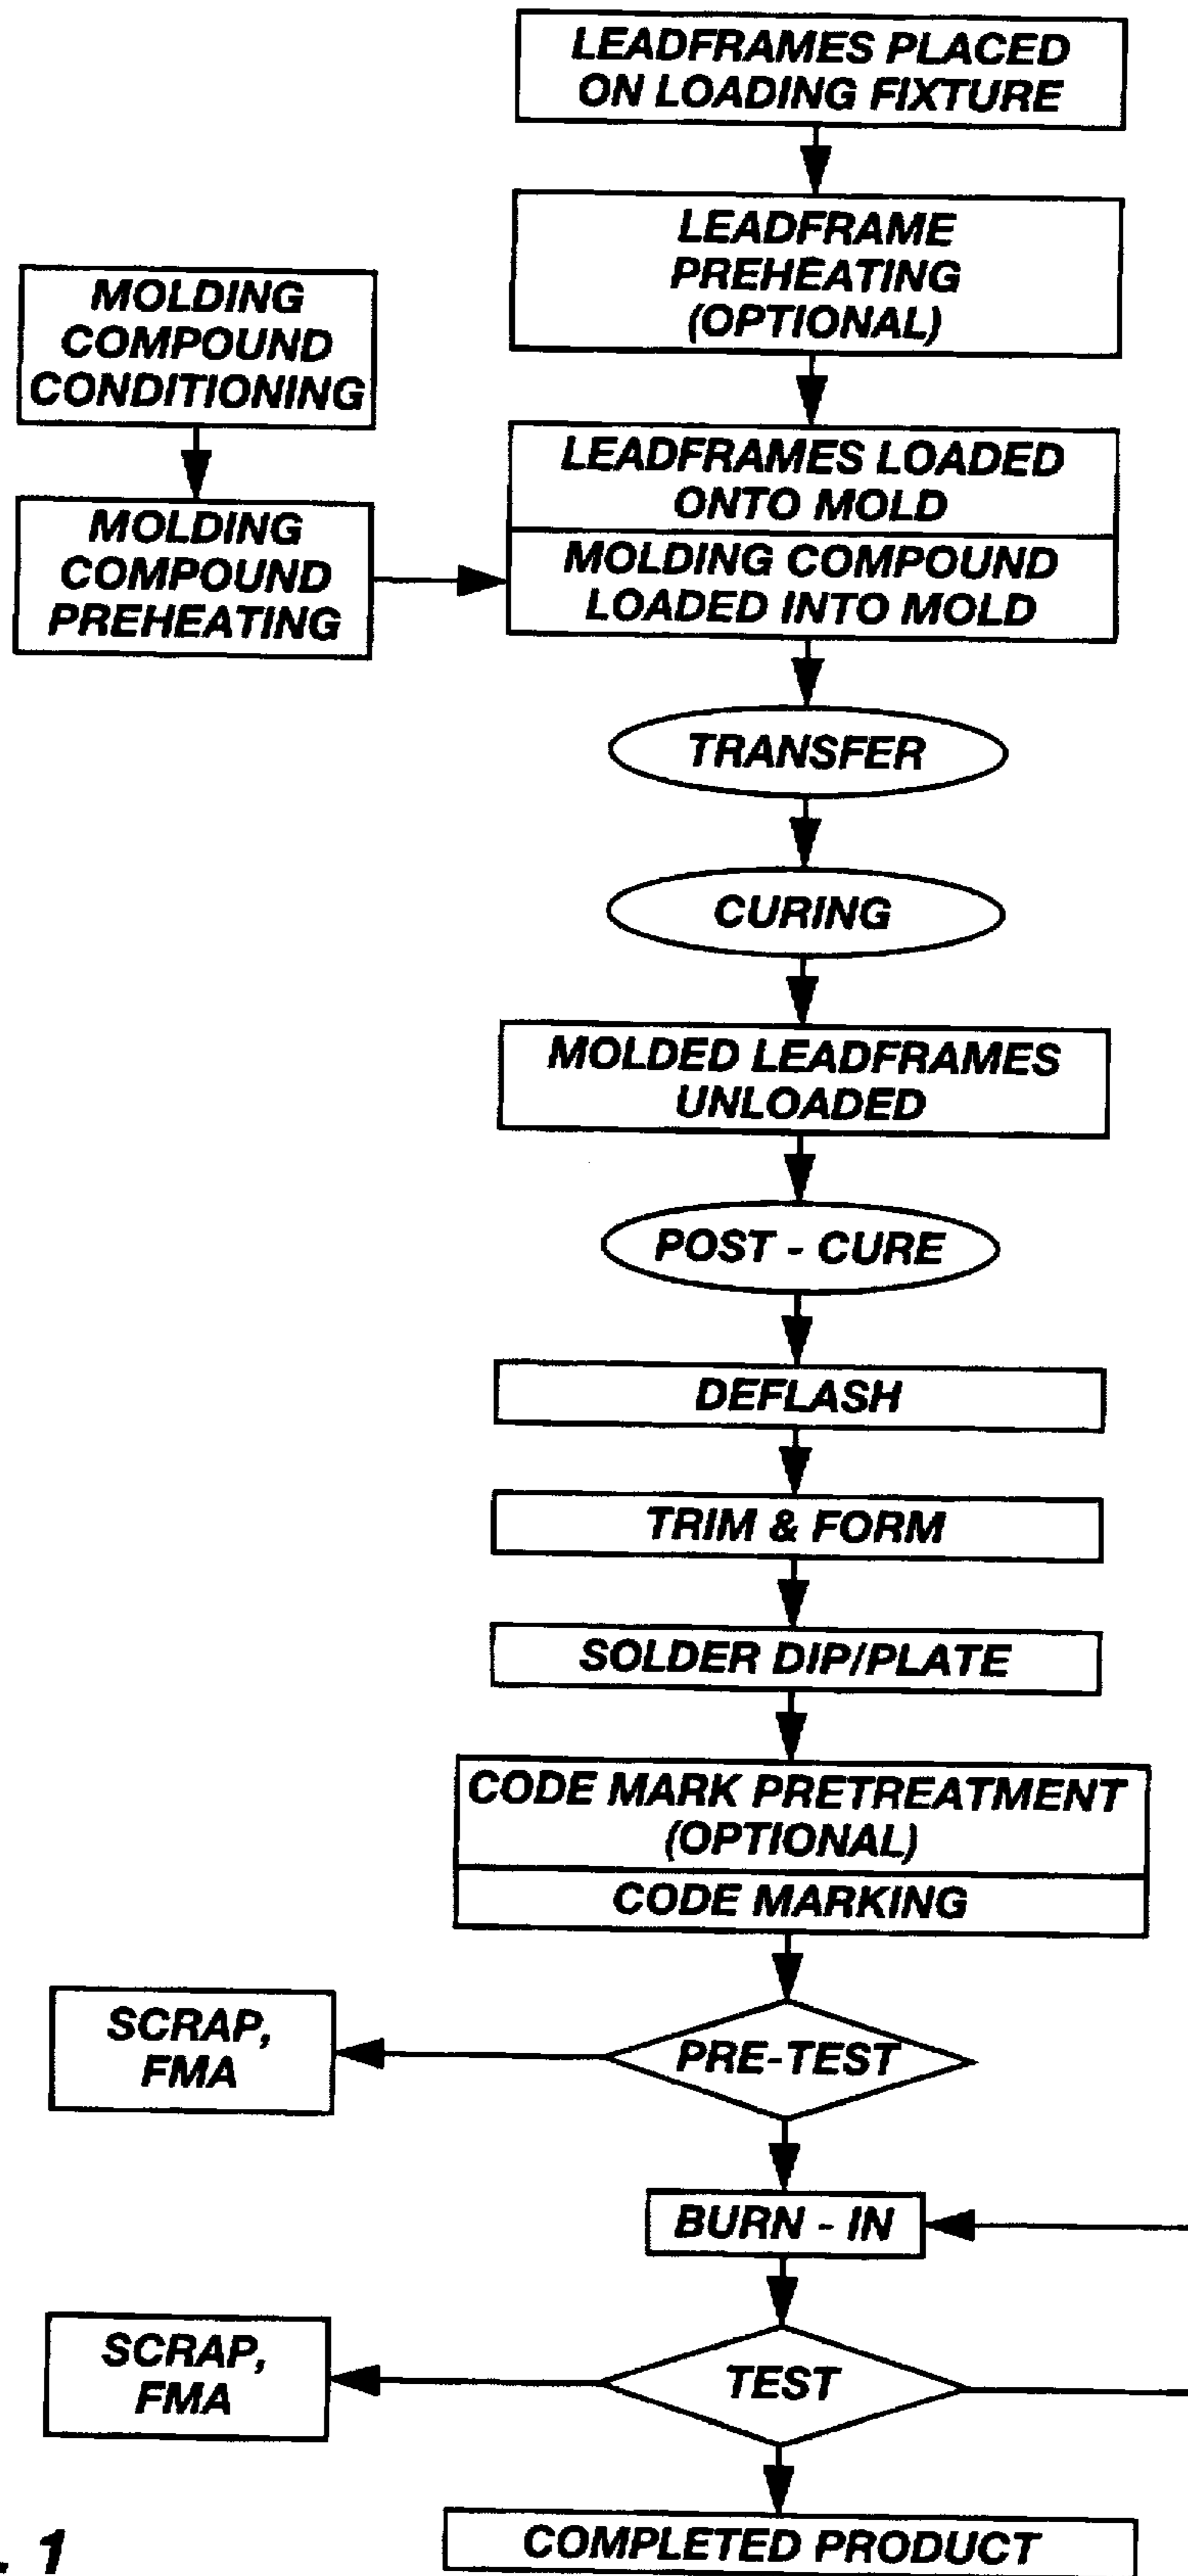 LEADFRAMES PLACED
ON LOADING FIXTURE
LEADFRAME
PREHEATING
(OPTIONAL)
MOLDING
COMPOUND
CONDITIONING
LEADFRAMES LOADED
ONTO MOLD
MOLDING
COMPOUND
PREHEATING
MOLDING COMPOUND
LOADED INTO MOLD
TRANSFER
CURING
MOLDED LEADFRAMES
UNLOADED
POST - CURE
DEFLASH
TRIM & FORM
SOLDER DIP/PLATE
CODE MARK PRETREATMENT
(OPTIONAL)
CODE MARKING
SCRAP,
FMA
PRE-TEST
BURN - IN
SCRAP,
FMA
TEST
COMPLETED PRODUCT
. 1